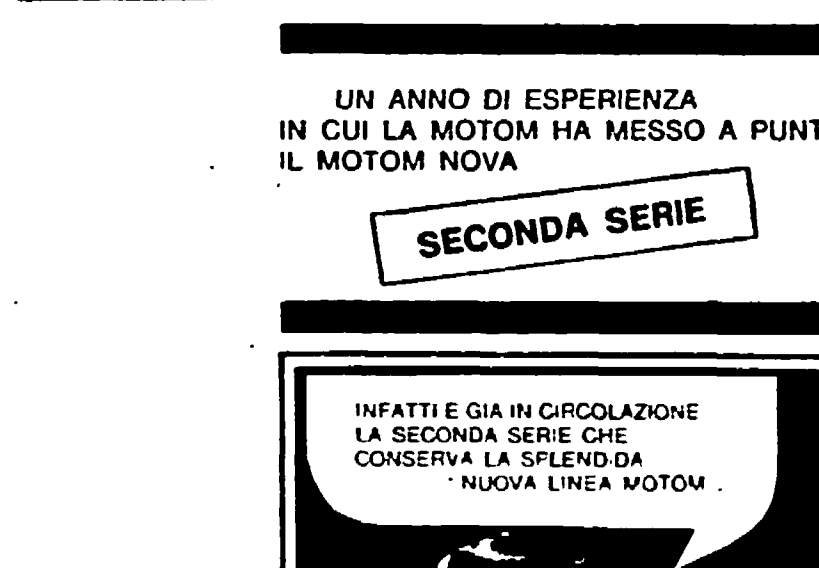 UN ANNO DI ESPERIENZA
IN CUI LA MOTOM HA MESSO A PUNT
IL MOTOM NOVA
SECONDA SERIE
INFATTI E GIA IN CIRCOLAZIONE
LA SECONDA SERIE CHE
CONSERVA LA SPLENDIDA
NUOVA LINEA MOTOM